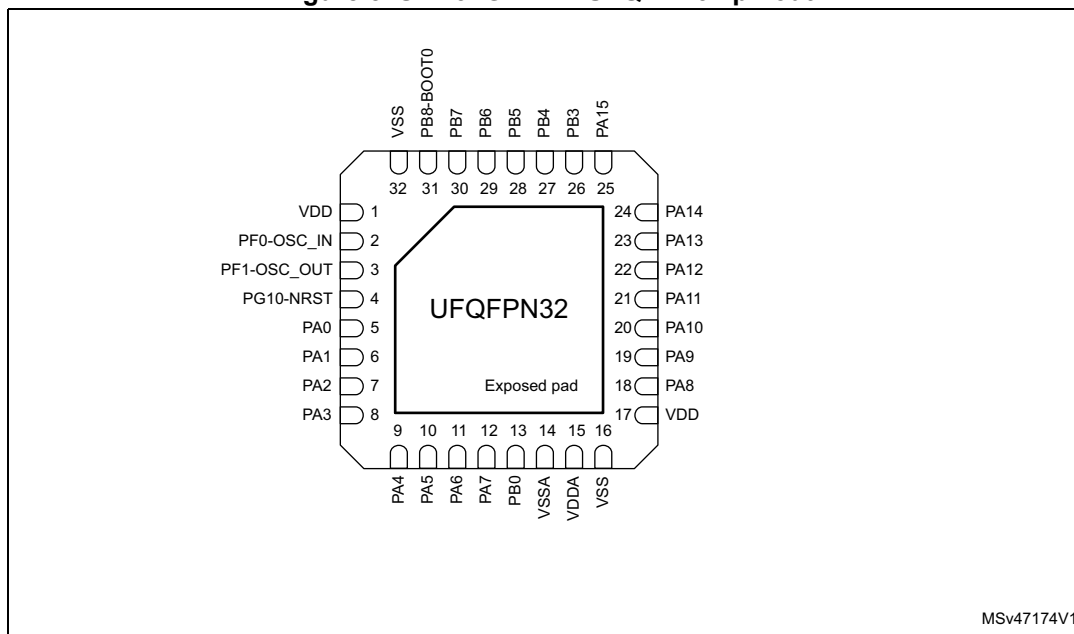 VSS
PB8-BOOT0
PB7
PB6
PB5
PB4
PB3
PA15
32 31 30 29 28 27 26 25
VDD 1
PF0-OSC_IN 2
PF1-OSC_OUT 3
PG10-NRST 4
PA0 5
PA1 6
PA2 7
PA3 8
24 PA14
23 PA13
22 PA12
21 PA11
20 PA10
19 PA9
18 PA8
17 VDD
UFQFPN32
Exposed pad
9 10 11 12 13 14 15 16
PA4
PA5
PA6
PA7
PB0
VSSA
VDDA
VSS
MSv47174V1